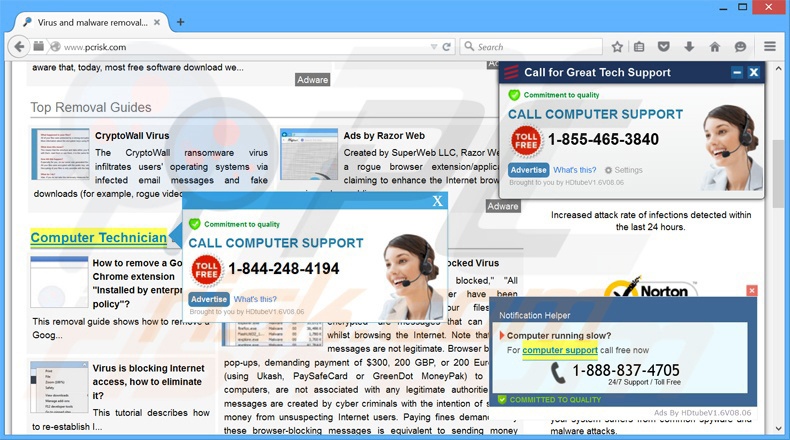 Virus and malware removal...
www.pcrisk.com
Search
aware that, today, most free software download we...
Adware
Top Removal Guides
CryptoWall Virus
The CryptoWall ransomware virus
infiltrates users' operating systems via
infected email messages and fake
downloads (for example, rogue video
Ads by Razor Web
Created by SuperWeb LLC, Razor We
a rogue browser extension/applic
claiming to enhance the Internet brow
Adware
Call for Great Tech Support
Commitment to quality
CALL COMPUTER SUPPORT
TOLL
FREE
1-855-465-3840
Advertise What's this? Settings
Brought to you by HDtubeV1.6V08.06
Increased attack rate of infections detected within
the last 24 hours.
X
Commitment to quality
CALL COMPUTER SUPPORT
TOLL
FREE
1-844-248-4194
Advertise What's this?
Brought to you by HDtubeV1.6V08.06
Computer Technician
How to remove a Go
Chrome extension
"Installed by enterp
policy"?
This removal guide shows how to remove a
Goog...
Virus is blocking Internet
access, how to eliminate
it?
This tutorial describes how
to re-establish I...
ocked Virus
blocked," "All
er have been
our files
encrypted" are messages that can
whilst browsing the Internet. Note tha
messages are not legitimate. Browser b
pop-ups, demanding payment of $300, 200 GBP, or 200 Eur
(using Ukash, PaySafeCard or GreenDot MoneyPak) to
computers, are not associated with any legitimate authoritie
messages are created by cyber criminals with the intention of s
money from unsuspecting Internet users. Paying fines deman
these browser-blocking messages is equivalent to sending money
Norton
Notification Helper
Computer running slow?
For computer support call free now
1-888-837-4705
24/7 Support / Toll Free
COMMITTED TO QUALITY
Ads By HDtubeV1.6V08.06
your system suffers from common spyware and
malware attacks.